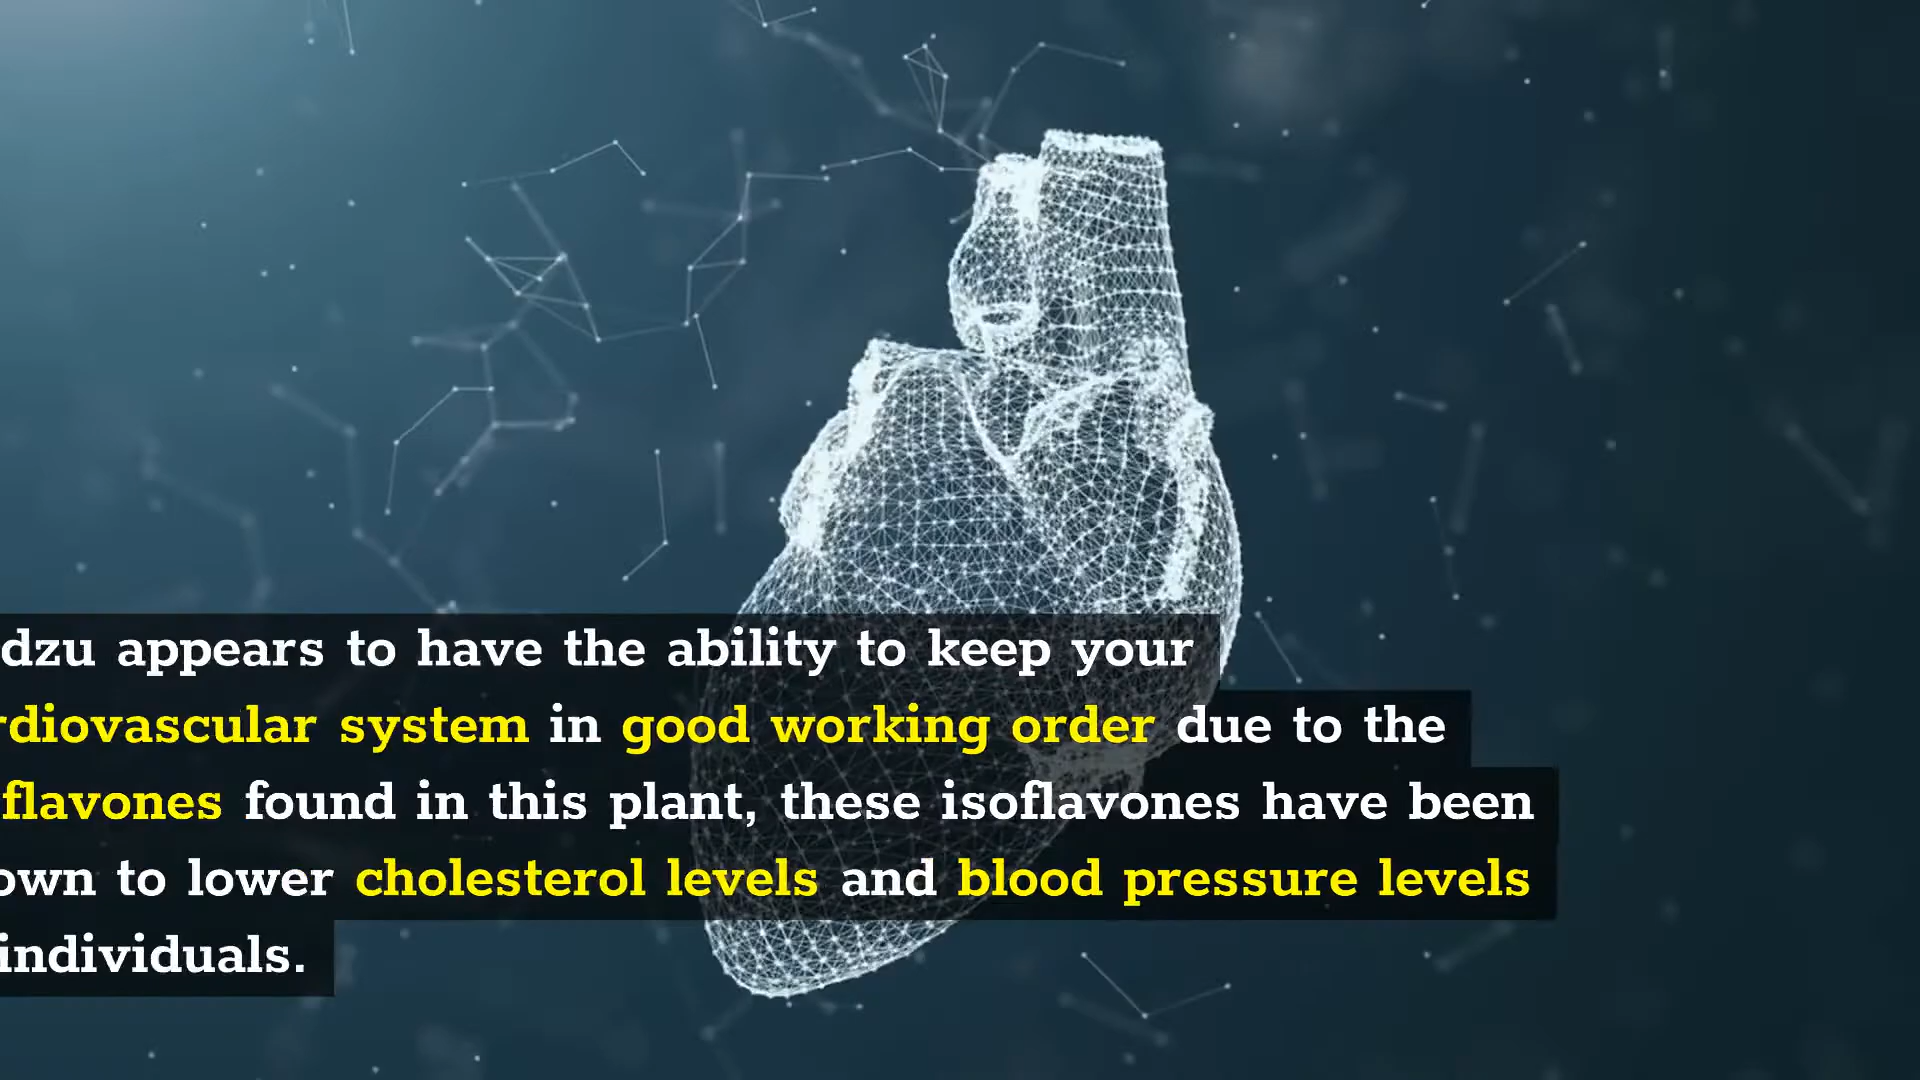 dzu appears to have the ability to keep your
rdiovascular system in good working order due to the
flavones found in this plant, these isoflavones have been
own to lower cholesterol levels and blood pressure levels
individuals.